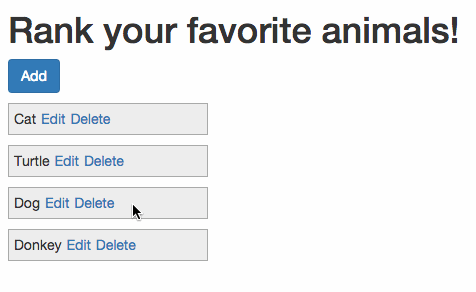 Rank your favorite animals!
Add
Cat Edit Delete
Turtle Edit Delete
Dog Edit Delete
Donkey Edit Delete